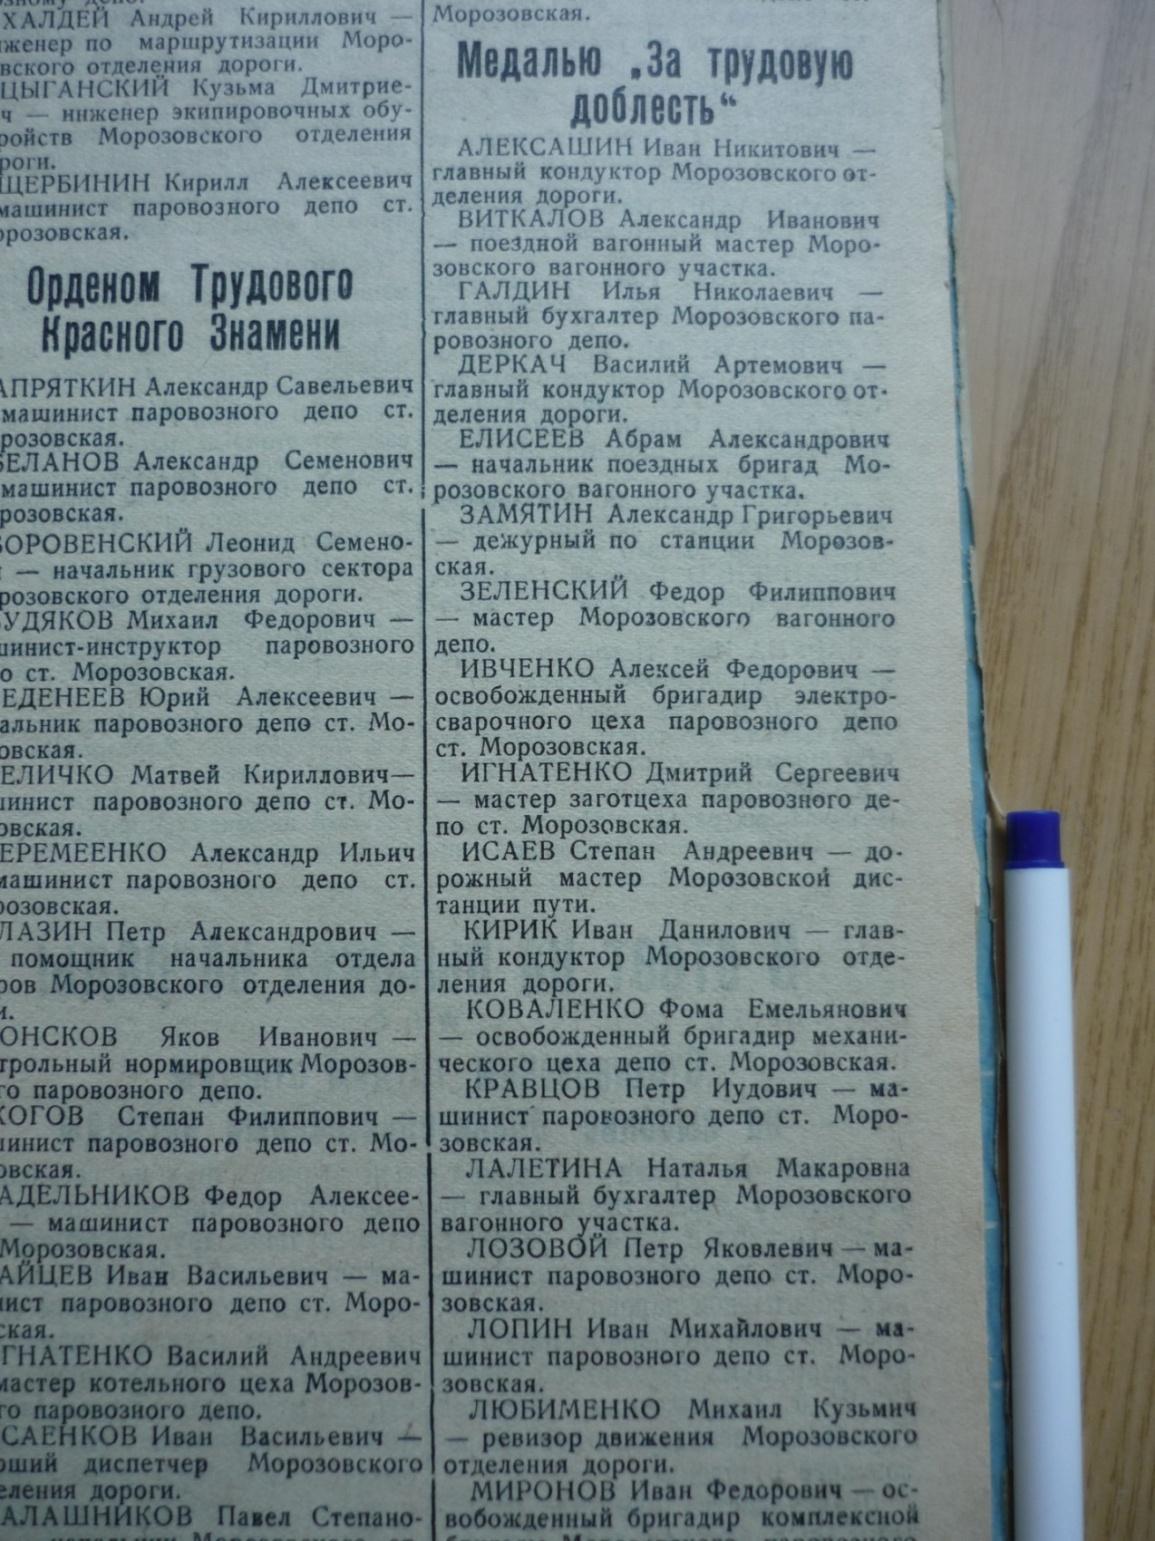 ХАЛДЕЙ Андрей Кириллович —
женер по маршрутизации Моро-
вского отделения дороги.
ЦЫГАНСКИЙ Кузьма Дмитрие-
ч — инженер экипировочных обу-
ройств Морозовского отделения
роги.
ЩЕРБИНИН Кирилл Алексеевич
машинист паровозного депо ст.
орозовская.
Орденом Трудового
Красного Знамени
АПРЯТКИН Александр Савельевич
машинист паровозного депо ст.
розовская.
БЕЛАНОВ Александр Семенович
машинист паровозного депо ст.
розовская.
БОРОВЕНСКИЙ Леонид Семено-
— начальник грузового сектора
розовского отделения дороги.
БУДЯКОВ Михаил Федорович —
шинист-инструктор паровозного
о ст. Морозовская.
ЕДЕНЕЕВ Юрий Алексеевич —
альник паровозного депо ст. Мо-
овская.
ЕЛИЧКО Матвей Кириллович—
шинист паровозного депо ст. Мо-
овская.
ЕРЕМЕЕНКО Александр Ильич
машинист паровозного депо ст.
розовская.
ЛАЗИН Петр Александрович —
помощник начальника отдела
ров Морозовского отделения до-
и.
ОНСКОВ Яков Иванович —
трольный нормировщик Морозов-
го паровозного депо.
КОГОВ Степан Филиппович —
шинист паровозного депо ст. Мо-
овская.
АДЕЛЬНИКОВ Федор Алексее-
— машинист паровозного депо
Морозовская.
АЙЦЕВ Иван Васильевич — ма-
нист паровозного депо ст. Моро-
ская.
ГНАТЕНКО Василий Андреевич
мастер котельного цеха Морозов-
го паровозного депо.
САЕНКОВ Иван Васильевич —
рший диспетчер Морозовского
еления дороги.
АЛАШНИКОВ Павел Степано-
Морозовская.
Медалью „За трудовую
доблесть“
АЛЕКСАШИН Иван Никитович —
главный кондуктор Морозовского от-
деления дороги.
ВИТКАЛОВ Александр Иванович
— поездной вагонный мастер Моро-
зовского вагонного участка.
ГАЛДИН Илья Николаевич —
главный бухгалтер Морозовского па-
ровозного депо.
ДЕРКАЧ Василий Артемович —
главный кондуктор Морозовского от-
деления дороги.
ЕЛИСЕЕВ Абрам Александрович
— начальник поездных бригад Мо-
розовского вагонного участка.
ЗАМЯТИН Александр Григорьевич
— дежурный по станции Морозов-
ская.
ЗЕЛЕНСКИЙ Федор Филиппович
— мастер Морозовского вагонного
депо.
ИВЧЕНКО Алексей Федорович —
освобожденный бригадир электро-
сварочного цеха паровозного депо
ст. Морозовская.
ИГНАТЕНКО Дмитрий Сергеевич
— мастер заготцеха паровозного де-
по ст. Морозовская.
ИСАЕВ Степан Андреевич — до-
рожный мастер Морозовской дис-
танции пути.
КИРИК Иван Данилович — глав-
ный кондуктор Морозовского отде-
ления дороги.
КОВАЛЕНКО Фома Емельянович
— освобожденный бригадир механи-
ческого цеха депо ст. Морозовская.
КРАВЦОВ Петр Иудович — ма-
шинист паровозного депо ст. Моро-
зовская.
ЛАЛЕТИНА Наталья Макаровна
— главный бухгалтер Морозовского
вагонного участка.
ЛОЗОВОЙ Петр Яковлевич — ма-
шинист паровозного депо ст. Моро-
зовская.
ЛОПИН Иван Михайлович — ма-
шинист паровозного депо ст. Моро-
зовская.
ЛЮБИМЕНКО Михаил Кузьмич
— ревизор движения Морозовского
отделения дороги.
МИРОНОВ Иван Федорович — ос-
вобожденный бригадир комплексной